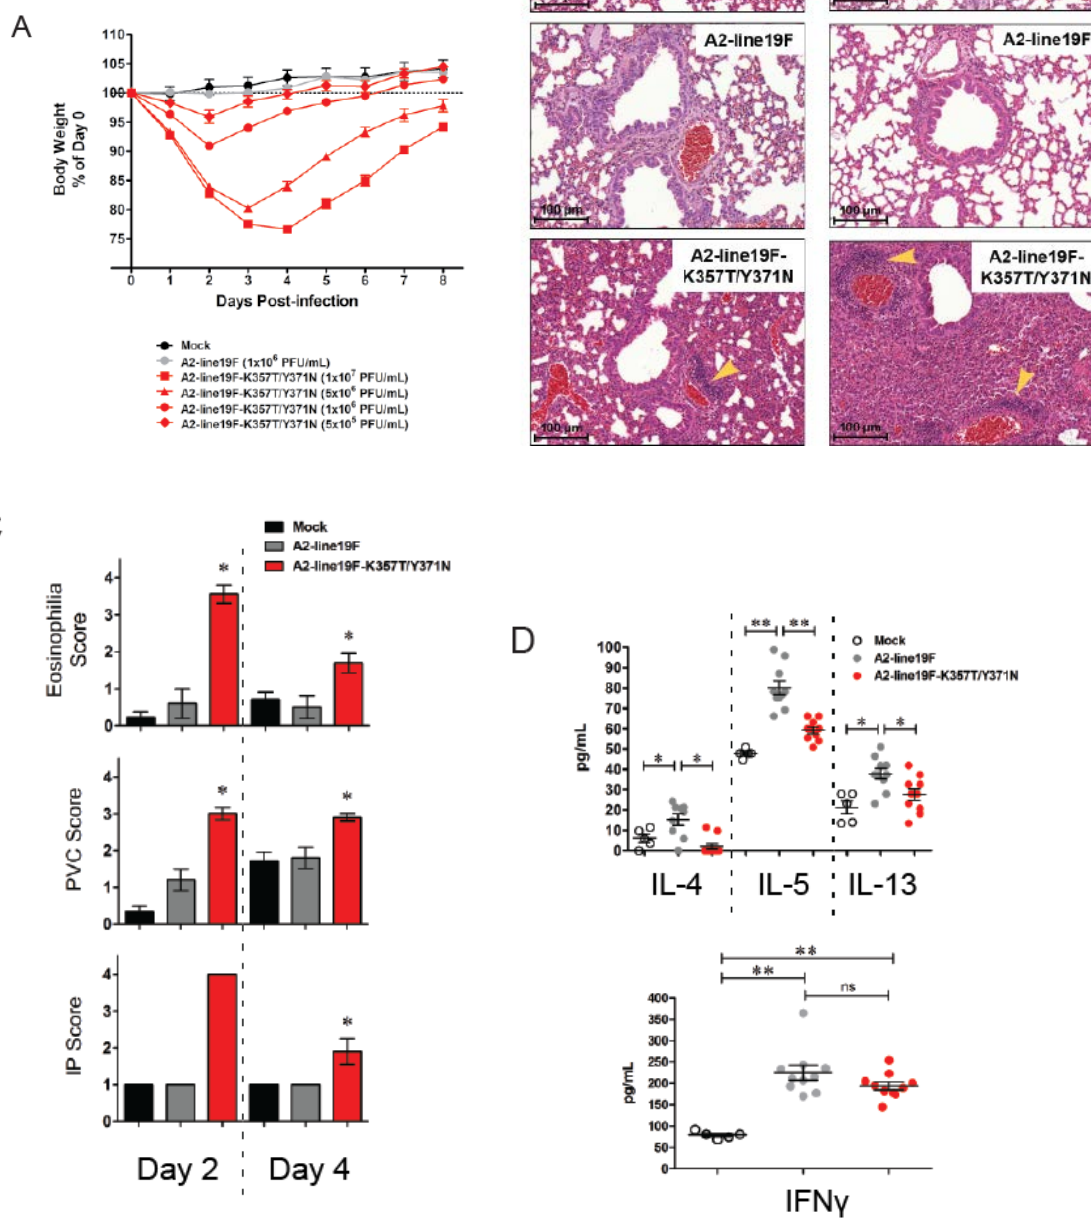 A
110
105
100
95
90
85
80
75
Body Weight
% of Day 0
0 1 2 3 4 5 6 7 8
Days Post-infection
Mock
A2-line19F (1x10⁶ PFU/mL)
A2-line19F-K357T/Y371N (1x10⁷ PFU/mL)
A2-line19F-K357T/Y371N (5x10⁶ PFU/mL)
A2-line19F-K357T/Y371N (1x10⁶ PFU/mL)
A2-line19F-K357T/Y371N (5x10⁵ PFU/mL)
A2-line19F
100 µm
A2-line19F
100 µm
A2-line19F-
K357T/Y371N
100 µm
A2-line19F-
K357T/Y371N
100 µm
Mock
A2-line19F
A2-line19F-K357T/Y371N
Eosinophilia
Score
4
3
2
1
0
*
*
PVC Score
4
3
2
1
0
*
*
IP Score
4
3
2
1
0
*
Day 2
Day 4
D
Mock
A2-line19F
A2-line19F-K357T/Y371N
pg/mL
100
90
80
70
60
50
40
30
20
10
0
* *
** **
* *
IL-4
IL-5
IL-13
**
**
ns
pg/mL
400
350
300
250
200
150
100
50
0
IFNγ